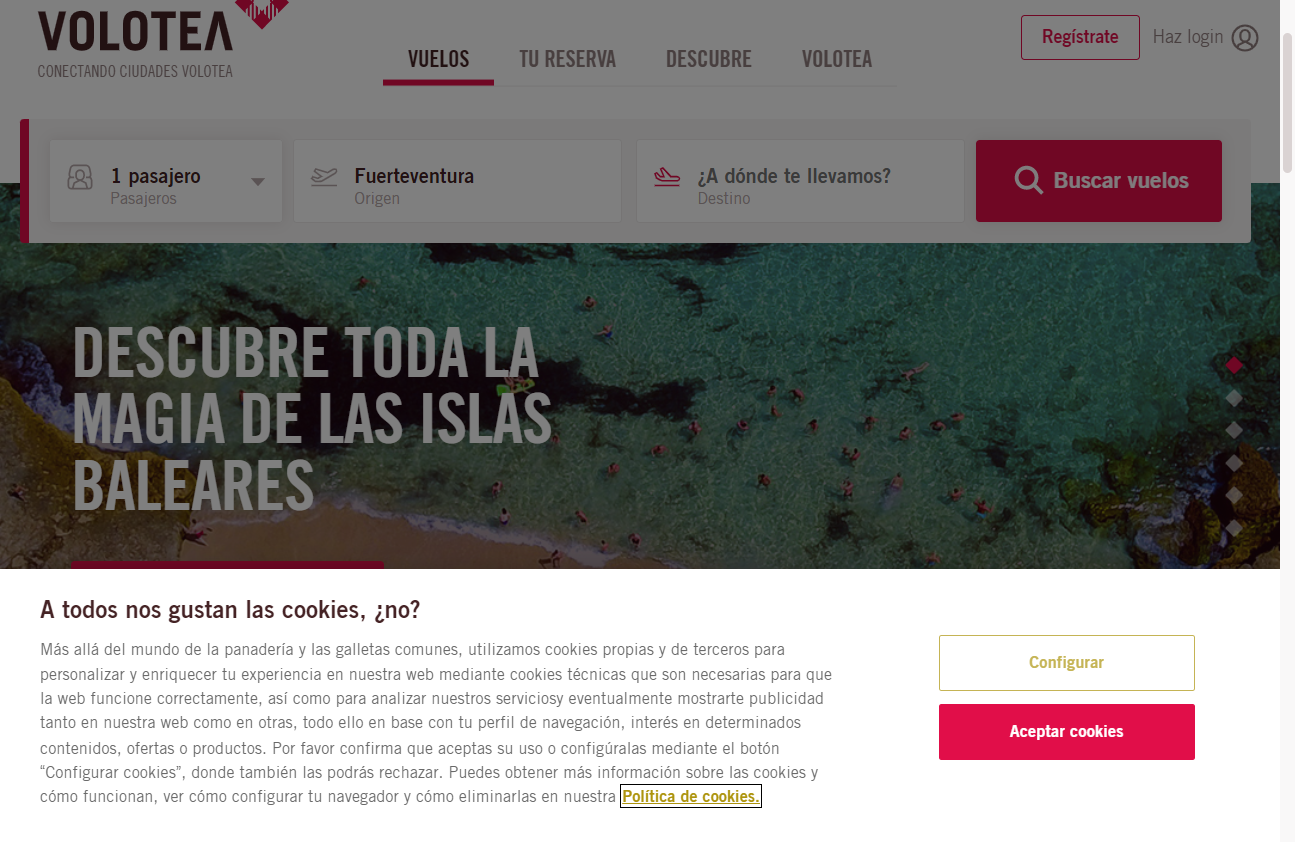 VOLOTEA
CONECTANDO CIUDADES VOLOTEA
VUELOS
TU RESERVA
DESCUBRE
VOLOTEA
Regístrate
Haz login
1 pasajero
Pasajeros
Fuerteventura
Origen
¿A dónde te llevamos?
Destino
Buscar vuelos
DESCUBRE TODA LA
MAGIA DE LAS ISLAS
BALEARES
A todos nos gustan las cookies, ¿no?
Más allá del mundo de la panadería y las galletas comunes, utilizamos cookies propias y de terceros para
personalizar y enriquecer tu experiencia en nuestra web mediante cookies técnicas que son necesarias para que
la web funcione correctamente, así como para analizar nuestros serviciosy eventualmente mostrarte publicidad
tanto en nuestra web como en otras, todo ello en base con tu perfil de navegación, interés en determinados
contenidos, ofertas o productos. Por favor confirma que aceptas su uso o configúralas mediante el botón
“Configurar cookies”, donde también las podrás rechazar. Puedes obtener más información sobre las cookies y
cómo funcionan, ver cómo configurar tu navegador y cómo eliminarlas en nuestra Política de cookies.
Configurar
Aceptar cookies